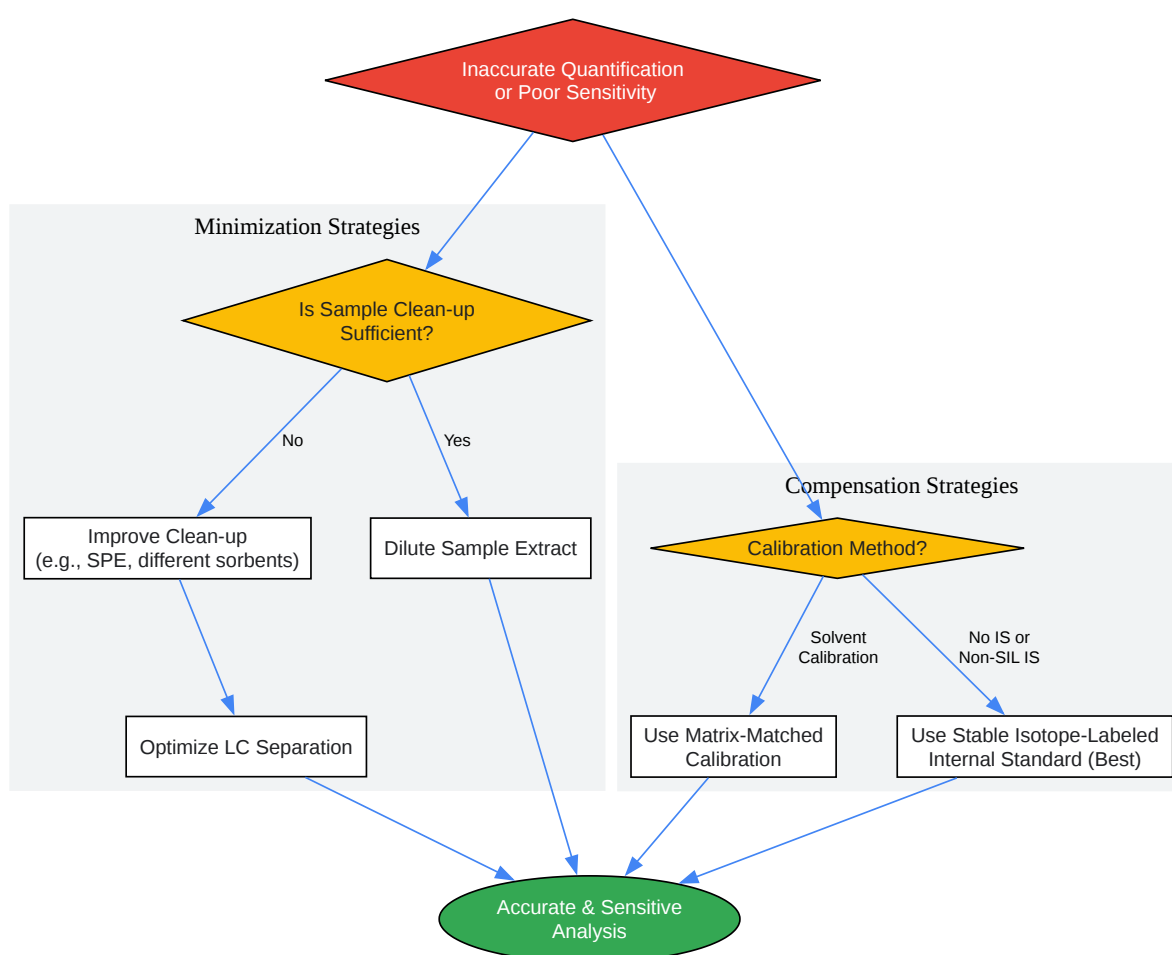 Inaccurate Quantification
or Poor Sensitivity
Minimization Strategies
Is Sample Clean-up
Sufficient?
No
Yes
Improve Clean-up
(e.g., SPE, different sorbents)
Dilute Sample Extract
Optimize LC Separation
Compensation Strategies
Calibration Method?
Solvent
Calibration
No IS or
Non-SIL IS
Use Matrix-Matched
Calibration
Use Stable Isotope-Labeled
Internal Standard (Best)
Accurate & Sensitive
Analysis